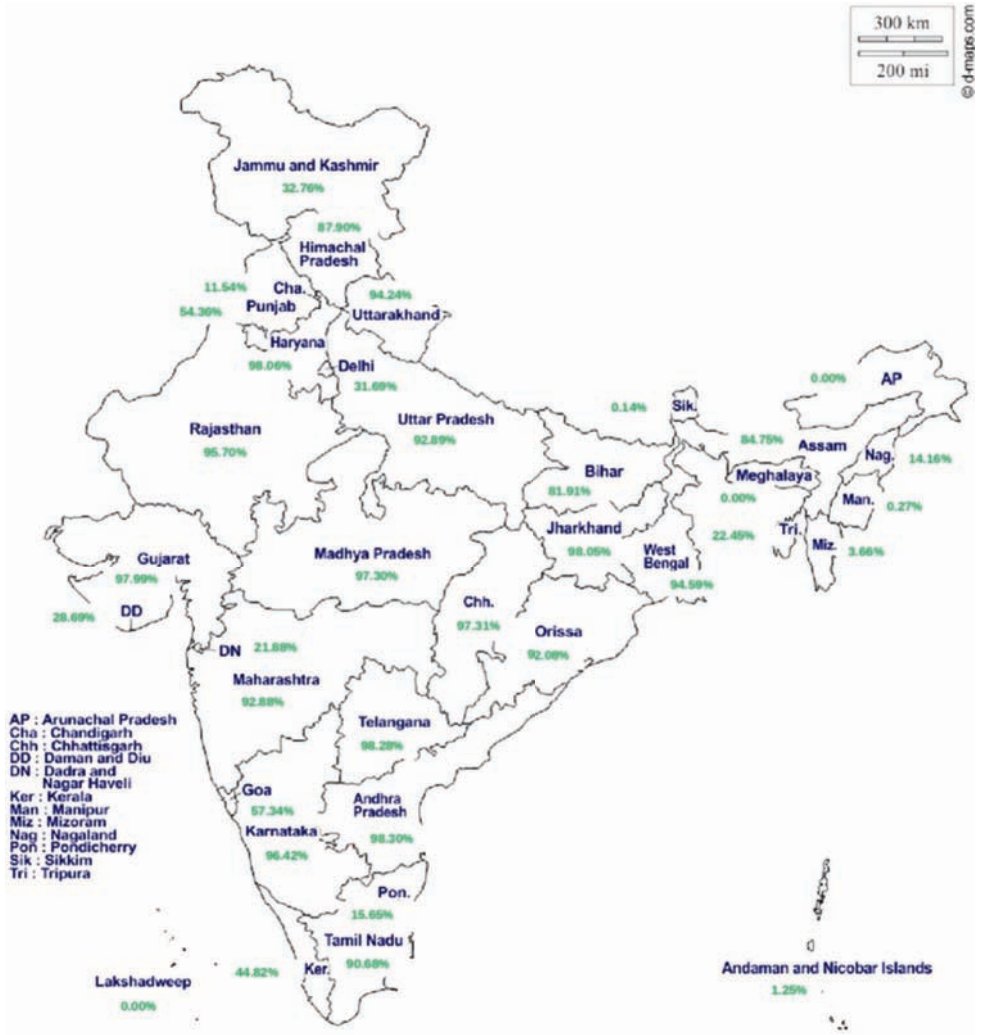 300 km
200 mi
© d-maps.com
Jammu and Kashmir
32.76%
87.90%
Himachal
Pradesh
11.54%
Cha.
94.24%
54.36%
Punjab
Uttarakhand
Haryana
98.06%
Delhi
31.69%
0.00%
AP
Rajasthan
95.70%
Uttar Pradesh
92.89%
0.14%
Sik.
84.75%
Assam
Nag.
14.16%
Bihar
81.91%
Meghalaya
0.00%
Man.
0.27%
Gujarat
97.99%
Madhya Pradesh
97.30%
Jharkhand
98.05%
West
Bengal
94.59%
22.45%
Tri.
Miz.
3.66%
28.69%
DD
Chh.
97.31%
Orissa
92.08%
DN
21.88%
Maharashtra
92.88%
Telangana
98.28%
AP : Arunachal Pradesh
Cha : Chandigarh
Chh : Chhattisgarh
DD : Daman and Diu
DN : Dadra and
Nagar Haveli
Ker : Kerala
Man : Manipur
Miz : Mizoram
Nag : Nagaland
Pon : Pondicherry
Sik : Sikkim
Tri : Tripura
Goa
57.34%
Andhra
Pradesh
98.30%
Karnataka
96.42%
Pon.
15.65%
Tamil Nadu
90.68%
44.82%
Ker.
Lakshadweep
0.00%
Andaman and Nicobar Islands
1.25%